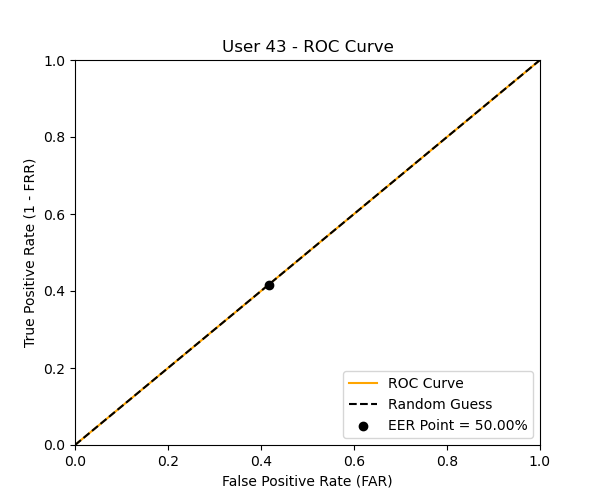 User 43 - ROC Curve
True Positive Rate (1 - FRR)
1.0
0.8
0.6
0.4
0.2
0.0
0.0 0.2 0.4 0.6 0.8 1.0
False Positive Rate (FAR)
ROC Curve
Random Guess
EER Point = 50.00%